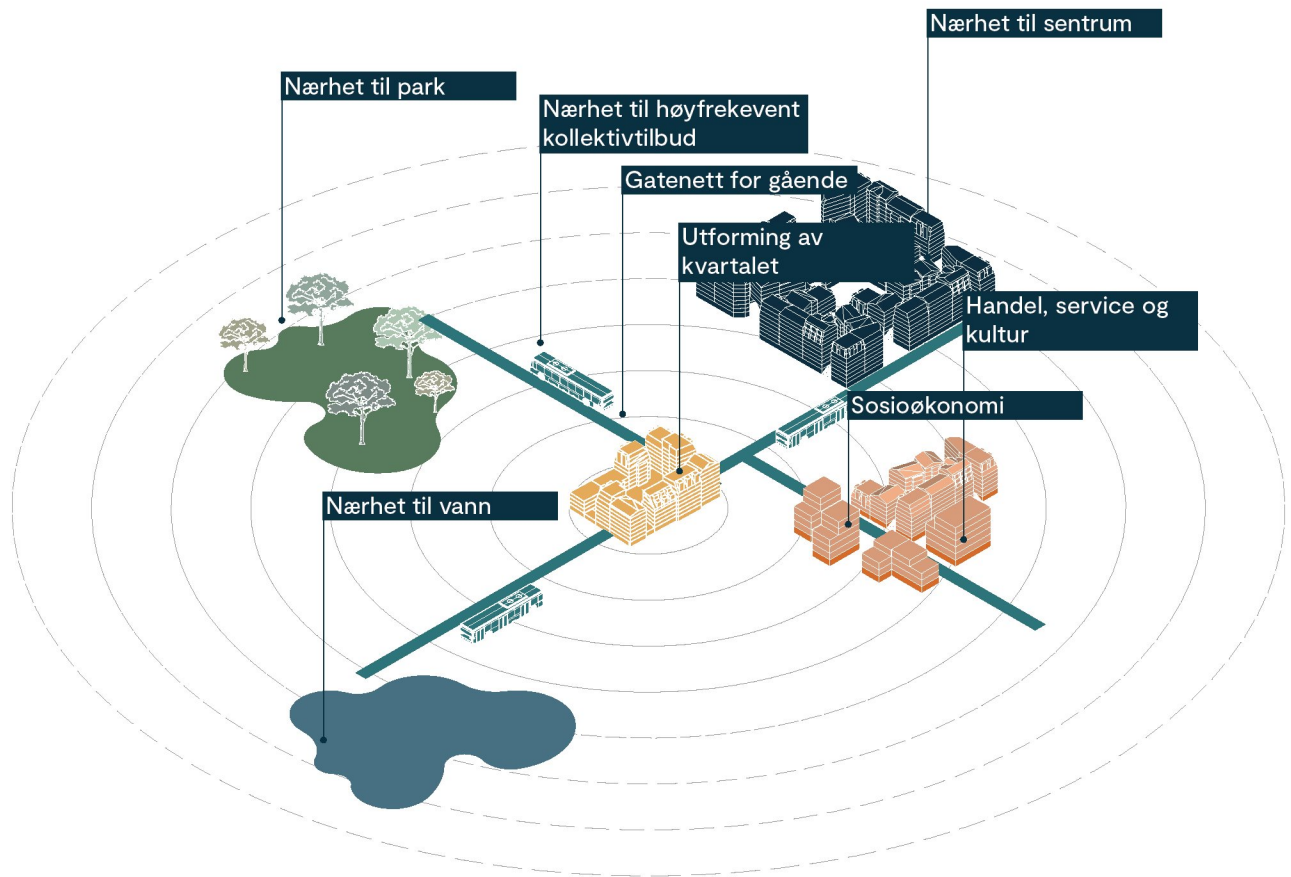 Nærhet til sentrum
Nærhet til park
Nærhet til høyfrekevent
kollektivtilbud
Gatenett for gående
Utforming av
kvartalet
Handel, service og
kultur
Sosioøkonomi
Nærhet til vann